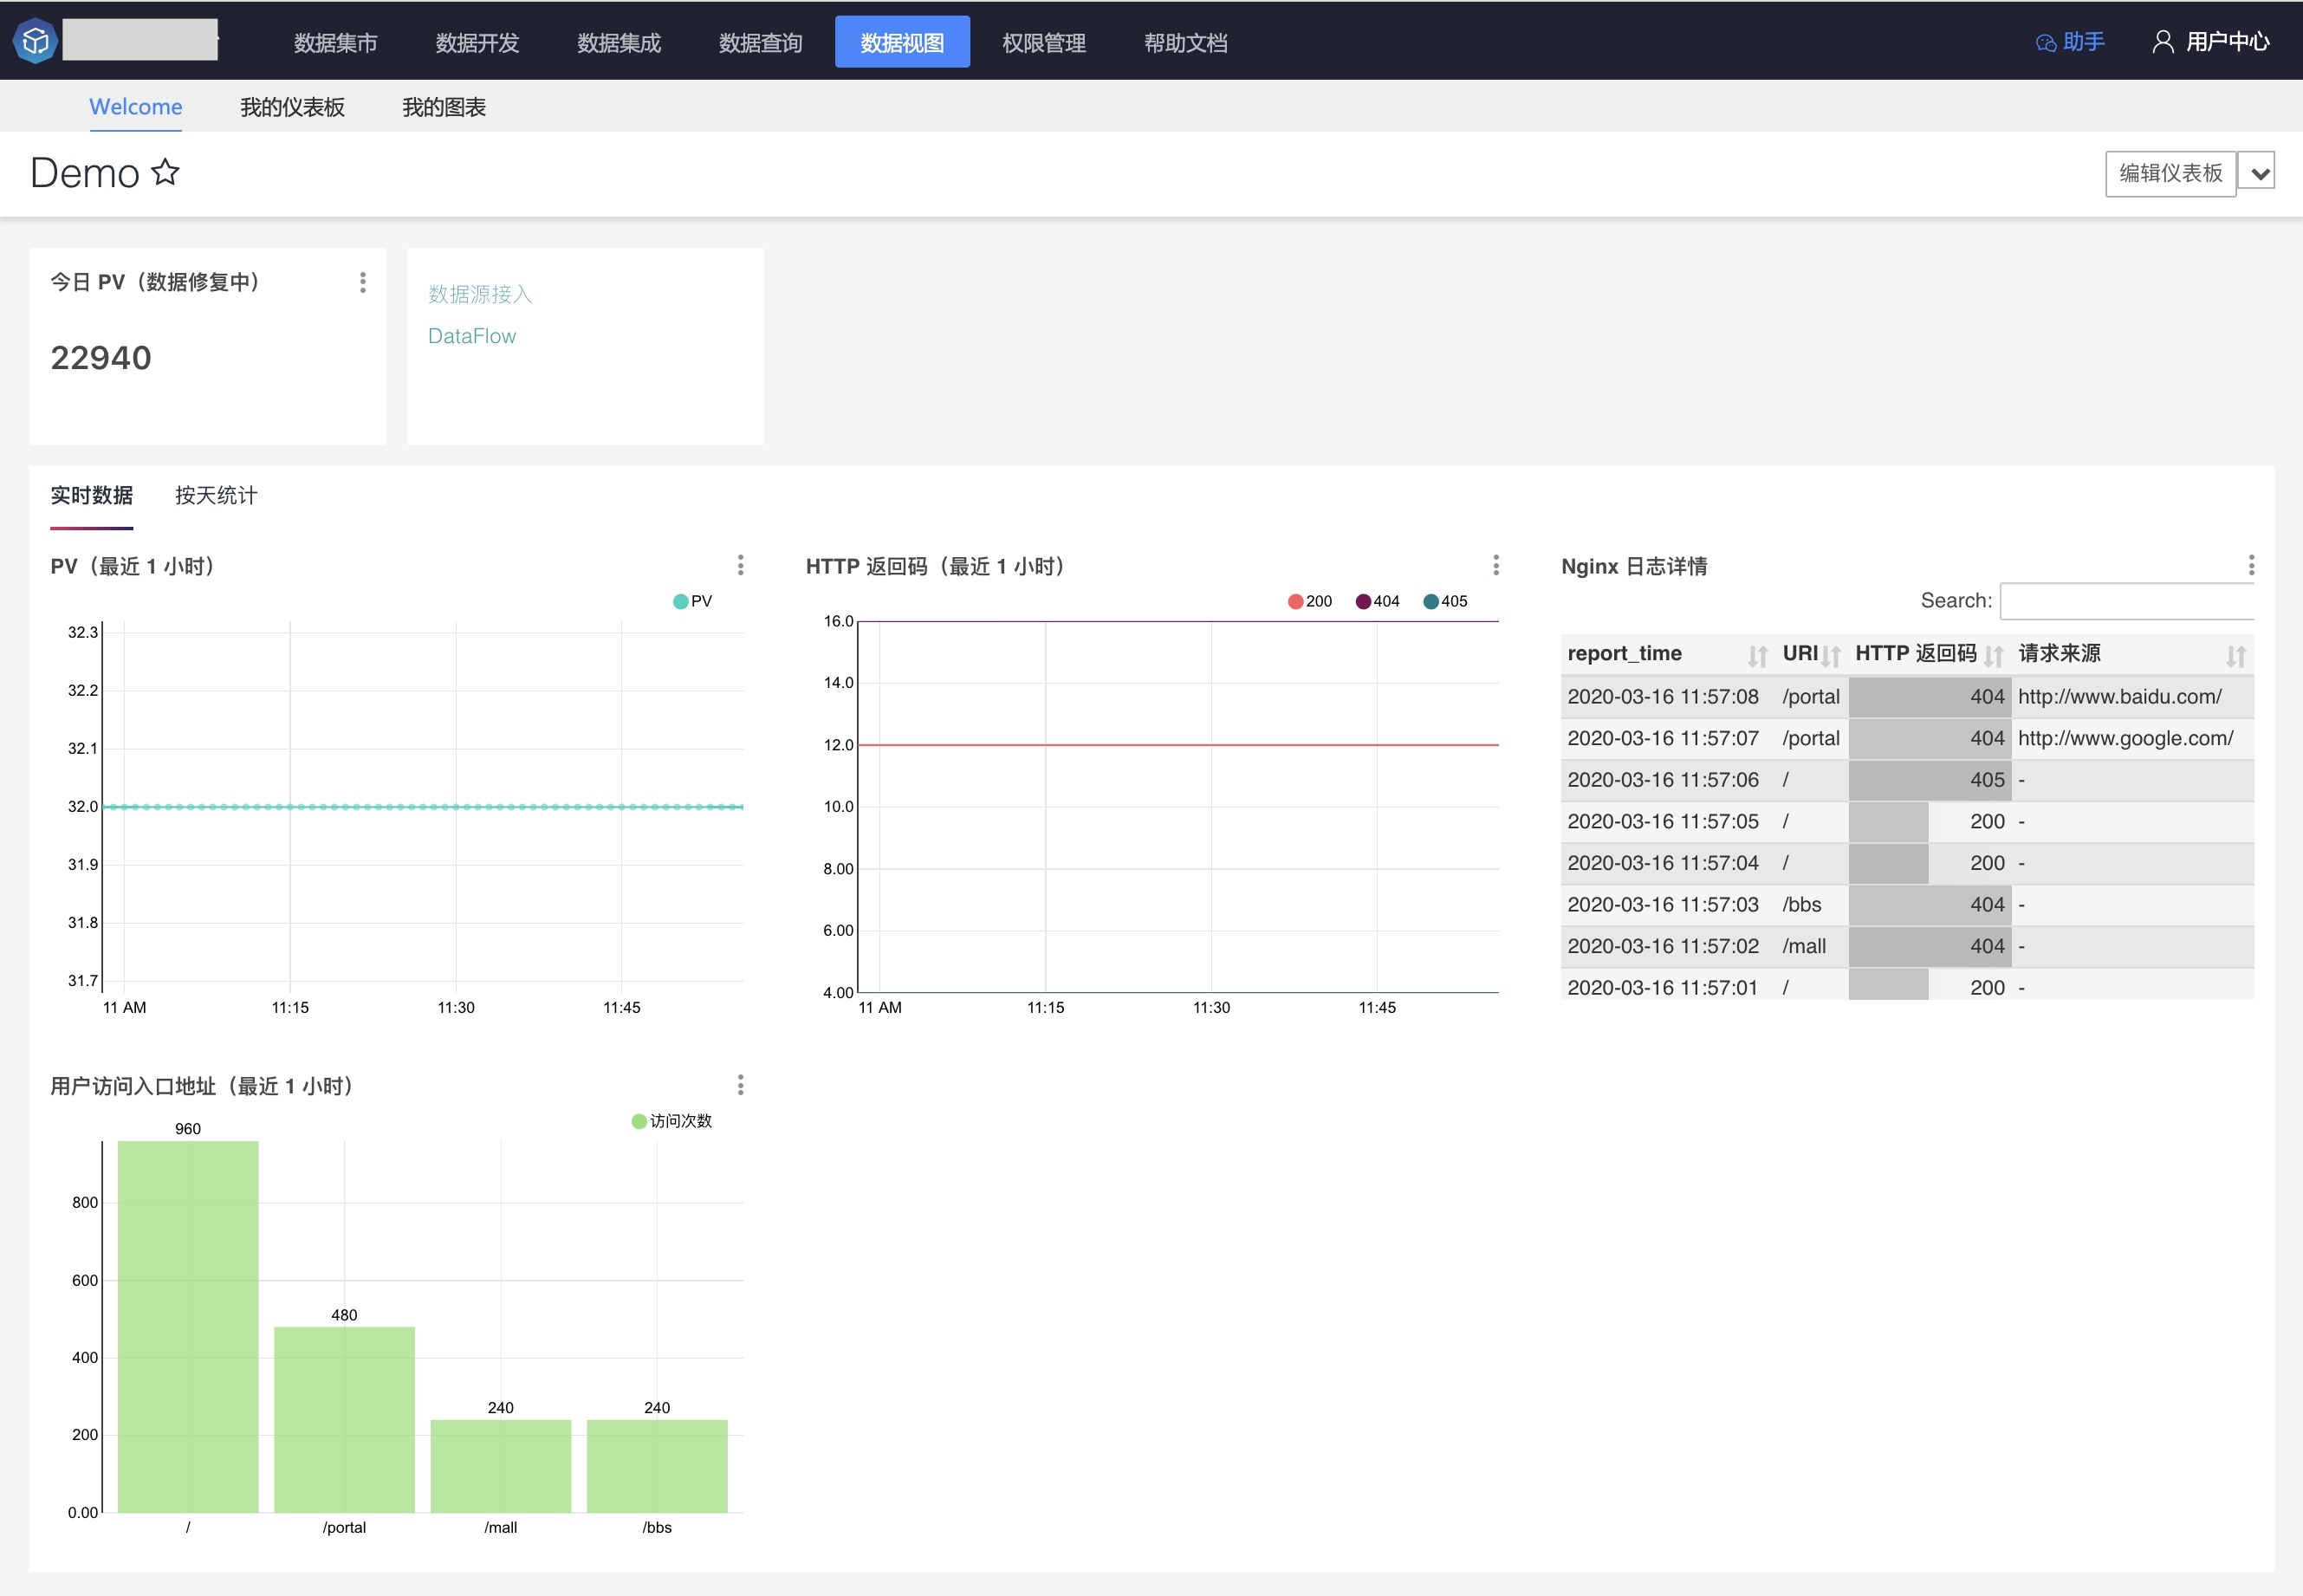 数据集市 数据开发 数据集成 数据查询 数据视图 权限管理 帮助文档 助手 用户中心
Welcome 我的仪表板 我的图表
Demo 编辑仪表板
今日 PV（数据修复中）
22940
数据源接入
DataFlow
实时数据 按天统计
PV（最近 1 小时）
PV
32.3
32.2
32.1
32.0
31.9
31.8
31.7
11 AM 11:15 11:30 11:45
HTTP 返回码（最近 1 小时）
200 404 405
16.0
14.0
12.0
10.0
8.00
6.00
4.00
11 AM 11:15 11:30 11:45
Nginx 日志详情
Search:
report_time URI HTTP 返回码 请求来源
2020-03-16 11:57:08 /portal 404 http://www.baidu.com/
2020-03-16 11:57:07 /portal 404 http://www.google.com/
2020-03-16 11:57:06 / 405 -
2020-03-16 11:57:05 / 200 -
2020-03-16 11:57:04 / 200 -
2020-03-16 11:57:03 /bbs 404 -
2020-03-16 11:57:02 /mall 404 -
2020-03-16 11:57:01 / 200 -
用户访问入口地址（最近 1 小时）
访问次数
960
800
600
480
400
240 240
200
0.00
/ /portal /mall /bbs